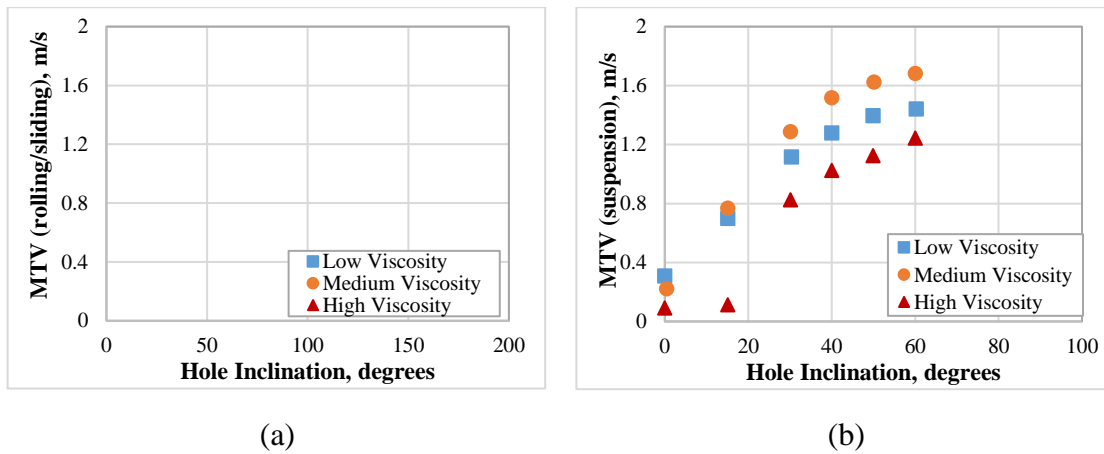 MTV (rolling/sliding), m/s
2
1.6
1.2
0.8
0.4
0
Low Viscosity
Medium Viscosity
High Viscosity
0 50 100 150 200
Hole Inclination, degrees
(a)
MTV (suspension), m/s
2
1.6
1.2
0.8
0.4
0
Low Viscosity
Medium Viscosity
High Viscosity
0 20 40 60 80 100
Hole Inclination, degrees
(b)